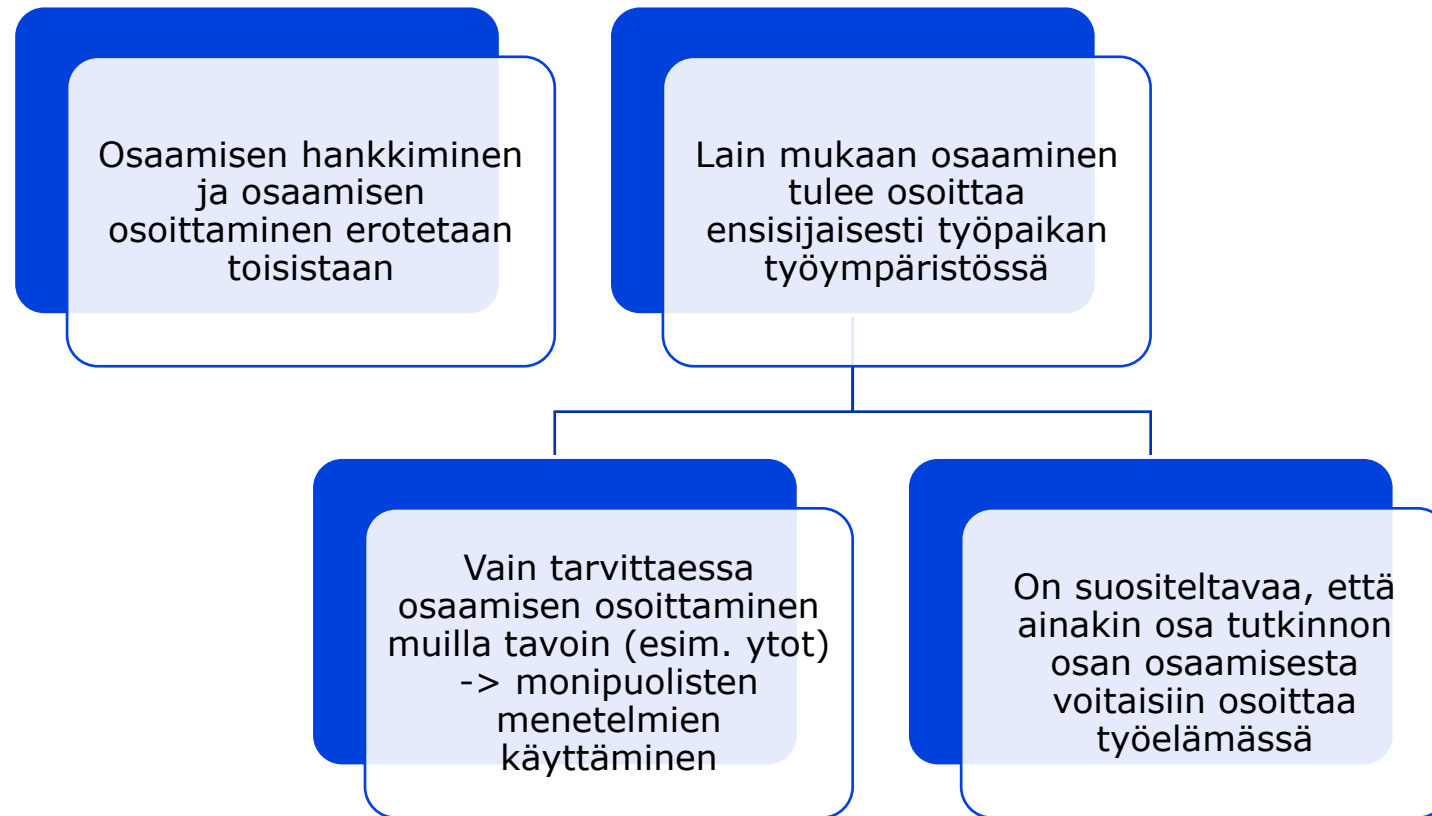 Osaamisen hankkiminen
ja osaamisen
osoittaminen erotetaan
toisistaan
Lain mukaan osaaminen
tulee osoittaa
ensisijaisesti työpaikan
työympäristössä
Vain tarvittaessa
osaamisen osoittaminen
muilla tavoin (esim. ytot)
-> monipuolisten
menetelmien
käyttäminen
On suositeltavaa, että
ainakin osa tutkinnon
osan osaamisesta
voitaisiin osoittaa
työelämässä